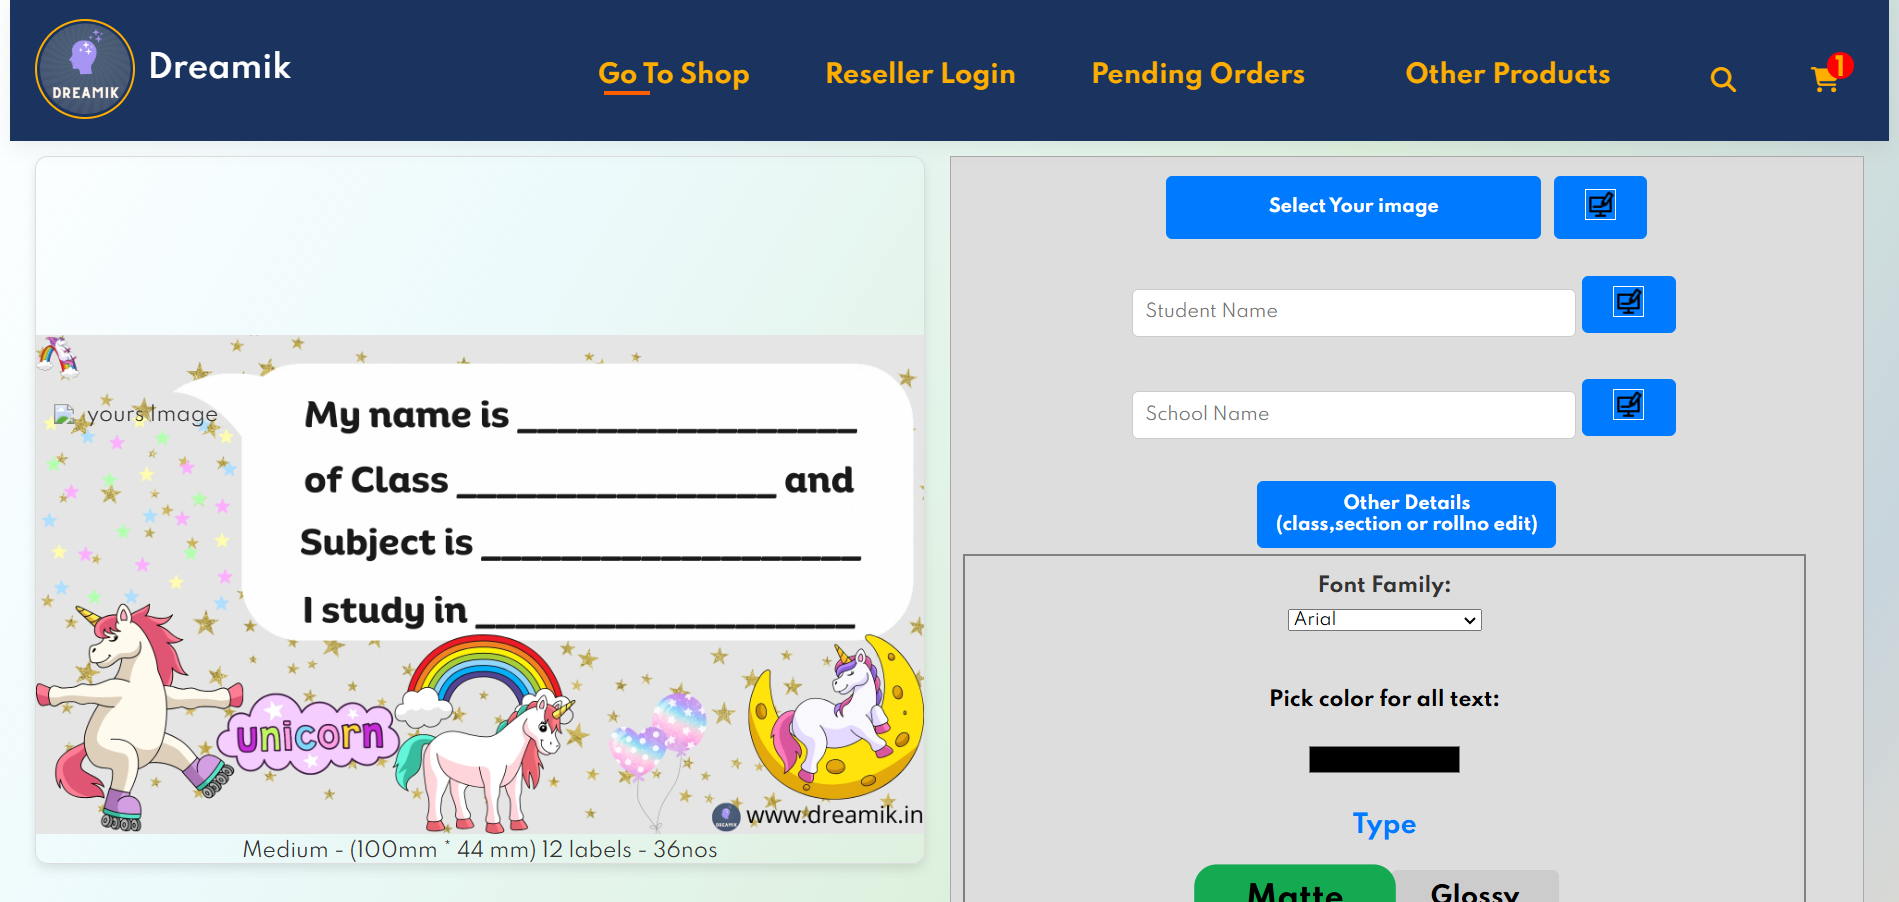 DREAMIK
Dreamik
Go To Shop
Reseller Login
Pending Orders
Other Products
1
yours Image
My name is _________________
of Class ________________ and
Subject is ___________________
I study in ___________________
unicorn
www.dreamik.in
Medium - (100mm * 44 mm) 12 labels - 36nos
Select Your image
Student Name
School Name
Other Details
(class,section or rollno edit)
Font Family:
Arial
Pick color for all text:
Type
Matte
Glossy